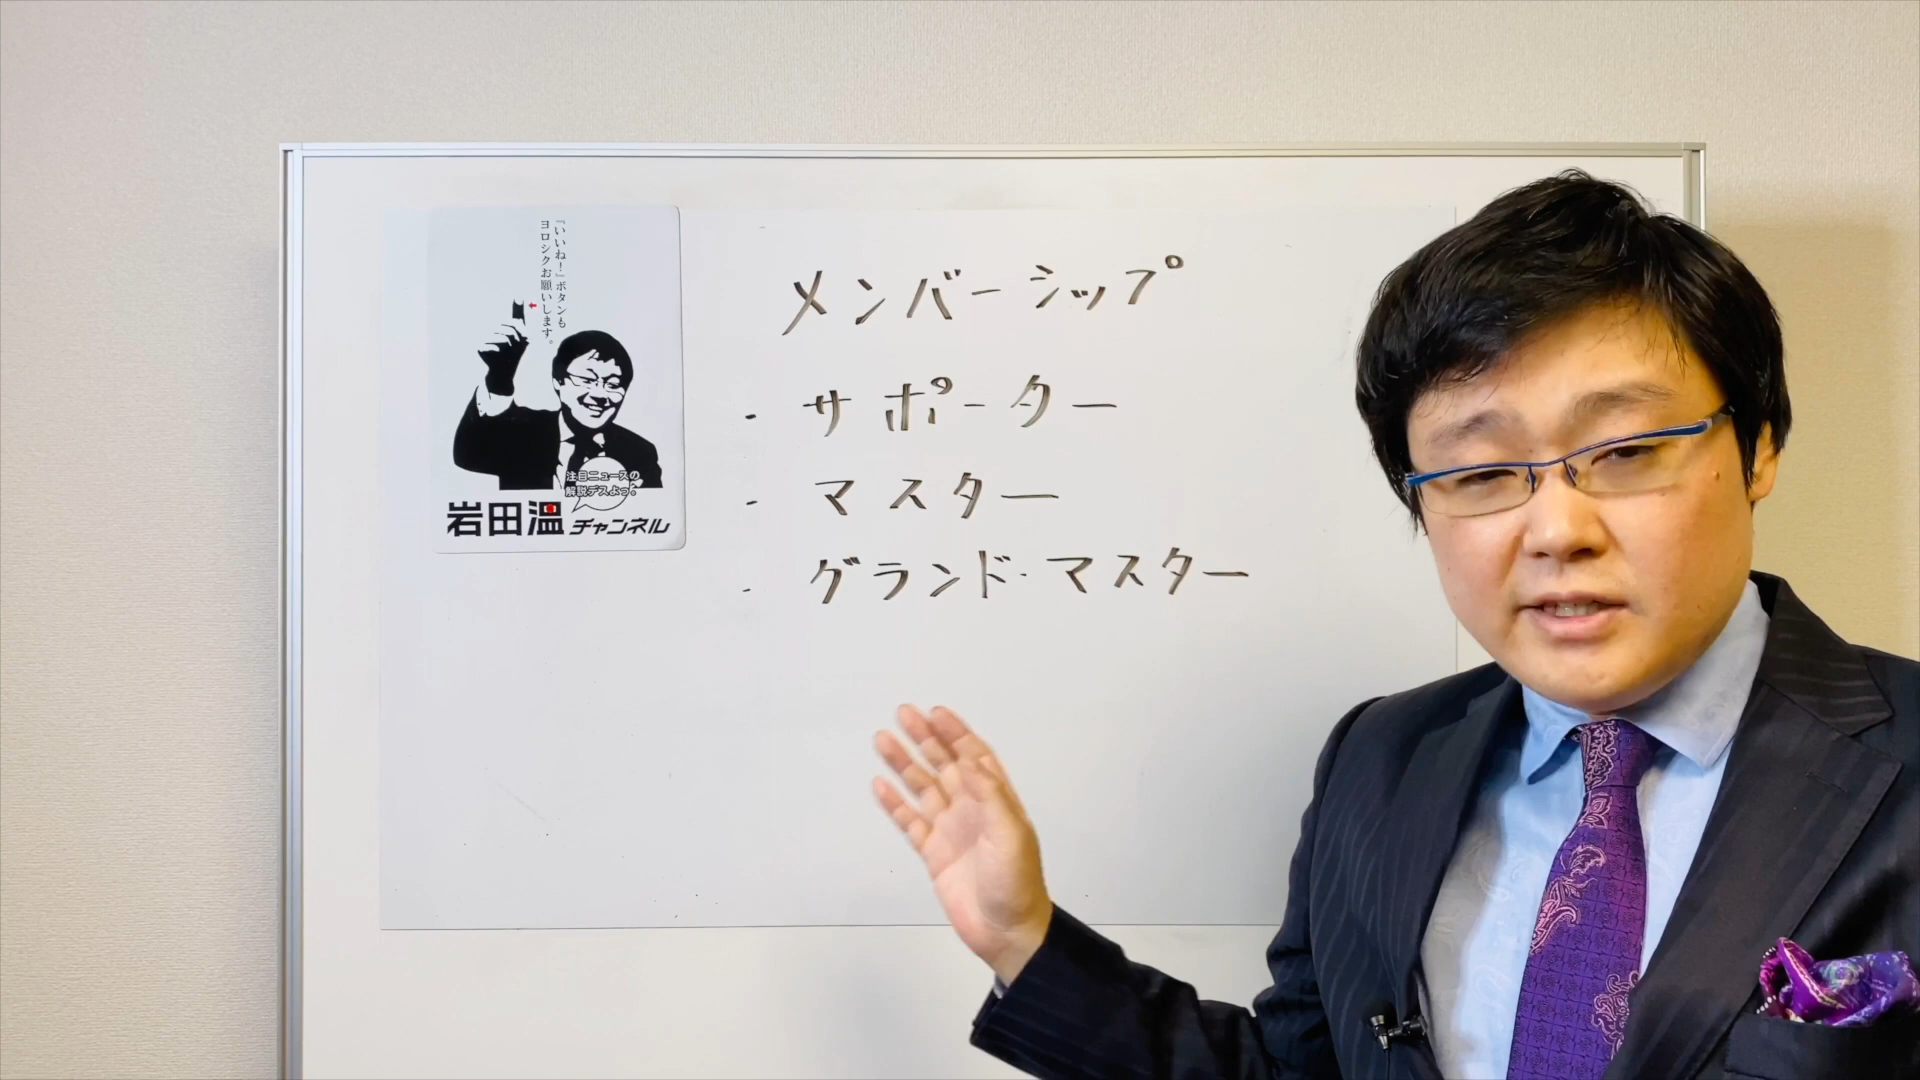 『いいね！』ボタンも
ヨロシクお願いします。
注目ニュースの
解説デスよっ。
岩田温チャンネル
メンバーシップ
・サポーター
・マスター
・グランド・マスター